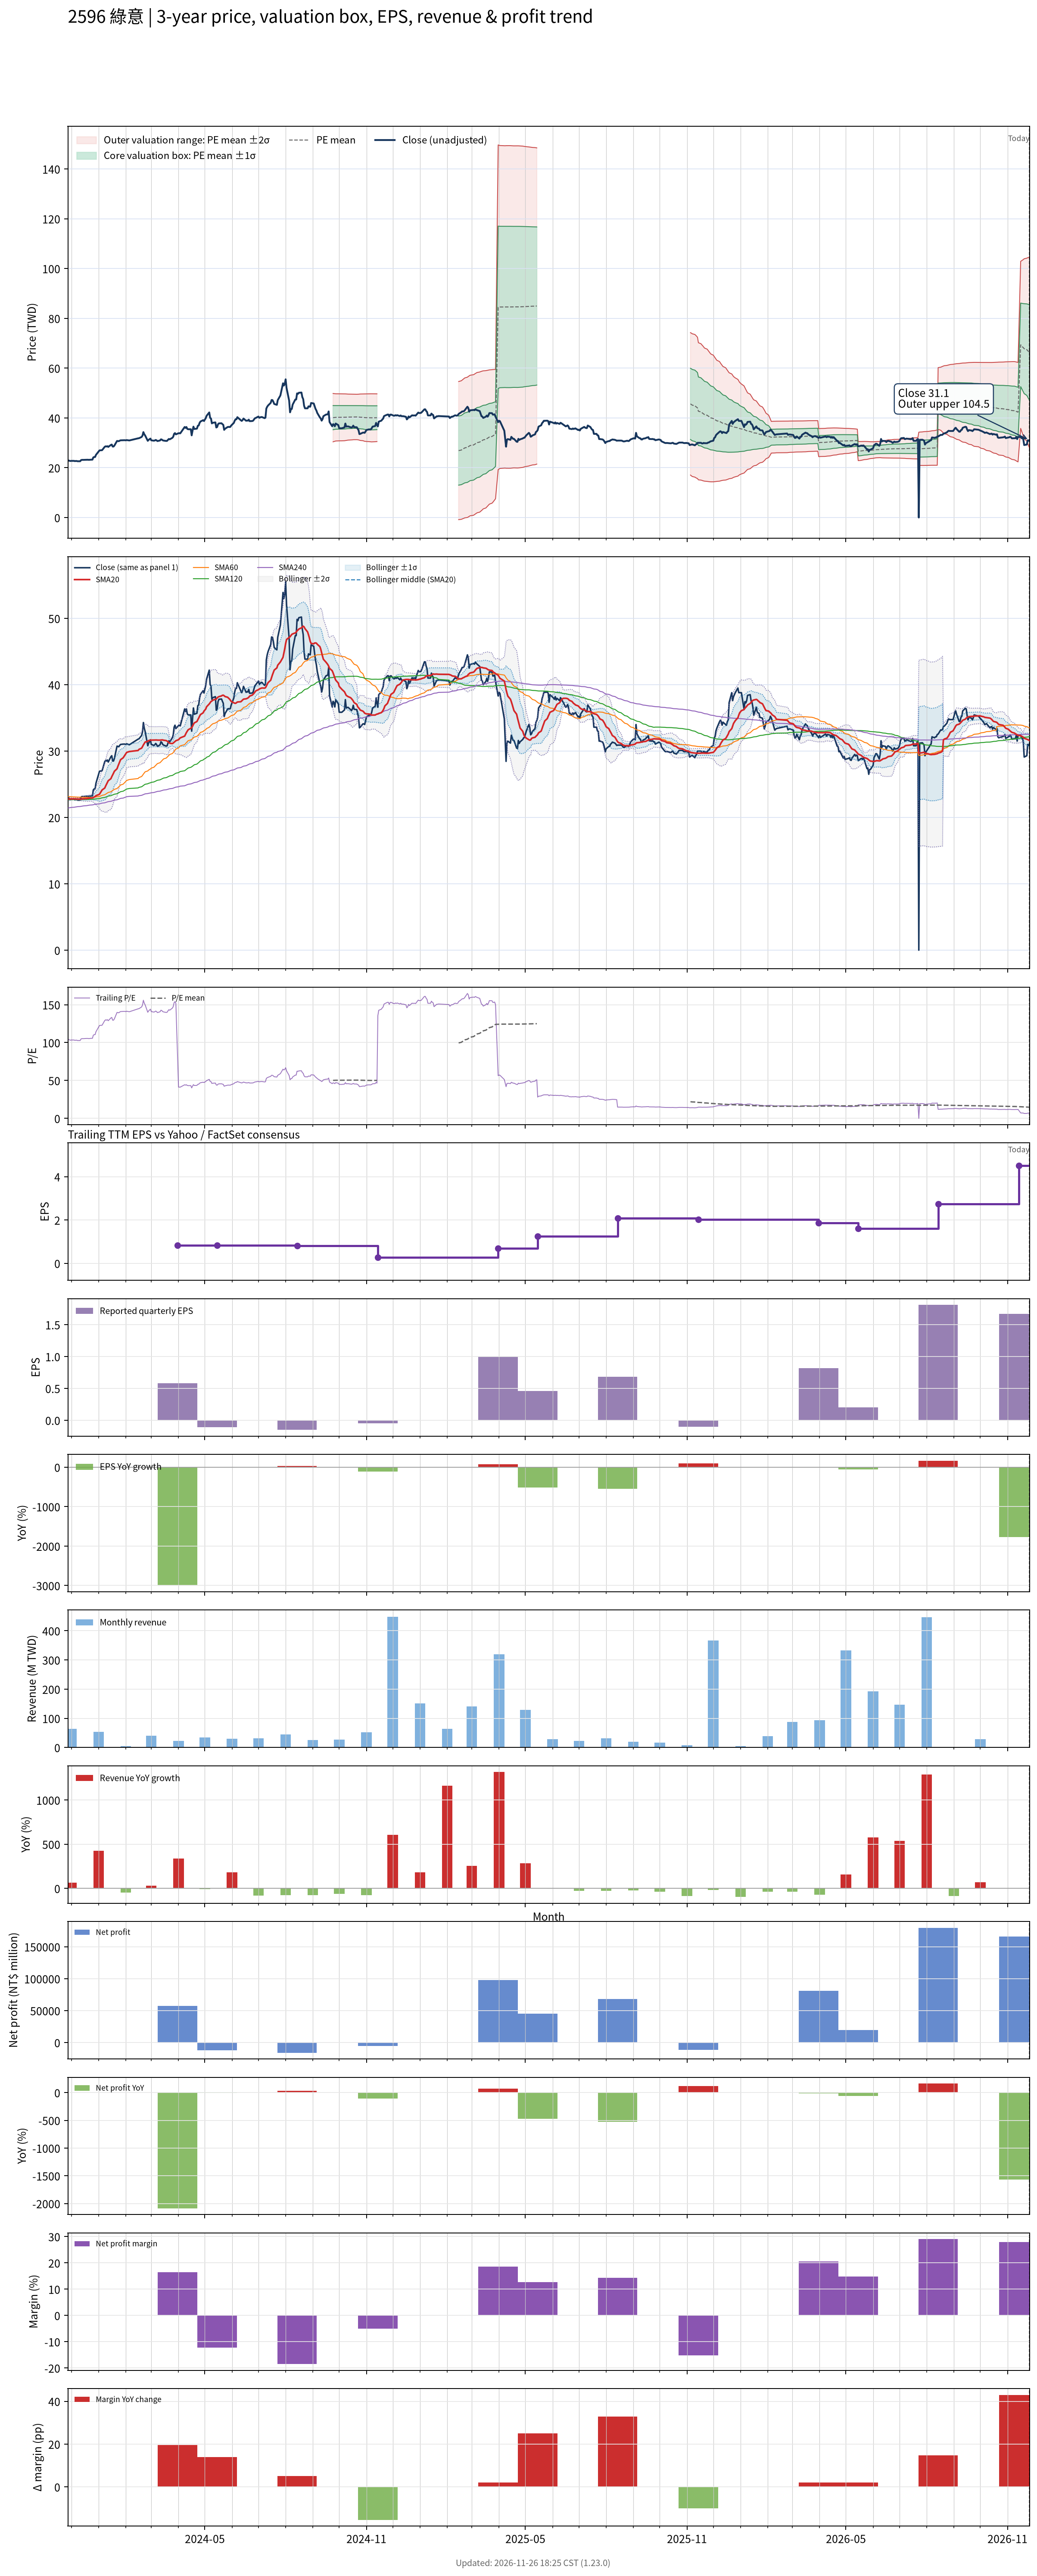 2596 綠意 | 3-year price, valuation box, EPS, revenue & profit trend
Outer valuation range: PE mean ±2σ
Core valuation box: PE mean ±1σ
PE mean
Close (unadjusted)
Today
Close 31.1
Outer upper 104.5
Price (TWD)
140
120
100
80
60
40
20
0
Close (same as panel 1)
SMA20
SMA60
SMA120
SMA240
Bollinger ±2σ
Bollinger ±1σ
Bollinger middle (SMA20)
Price
50
40
30
20
10
0
Trailing P/E
P/E mean
P/E
150
100
50
0
Trailing TTM EPS vs Yahoo / FactSet consensus
Today
EPS
4
2
0
Reported quarterly EPS
EPS
1.5
1.0
0.5
0.0
EPS YoY growth
YoY (%)
0
-1000
-2000
-3000
Monthly revenue
Revenue (M TWD)
400
300
200
100
0
Revenue YoY growth
YoY (%)
1000
500
0
Month
Net profit
Net profit (NT$ million)
150000
100000
50000
0
Net profit YoY
YoY (%)
0
-500
-1000
-1500
-2000
Net profit margin
Margin (%)
30
20
10
0
-10
-20
Margin YoY change
Δ margin (pp)
40
20
0
2024-05
2024-11
2025-05
2025-11
2026-05
2026-11
Updated: 2026-11-26 18:25 CST (1.23.0)